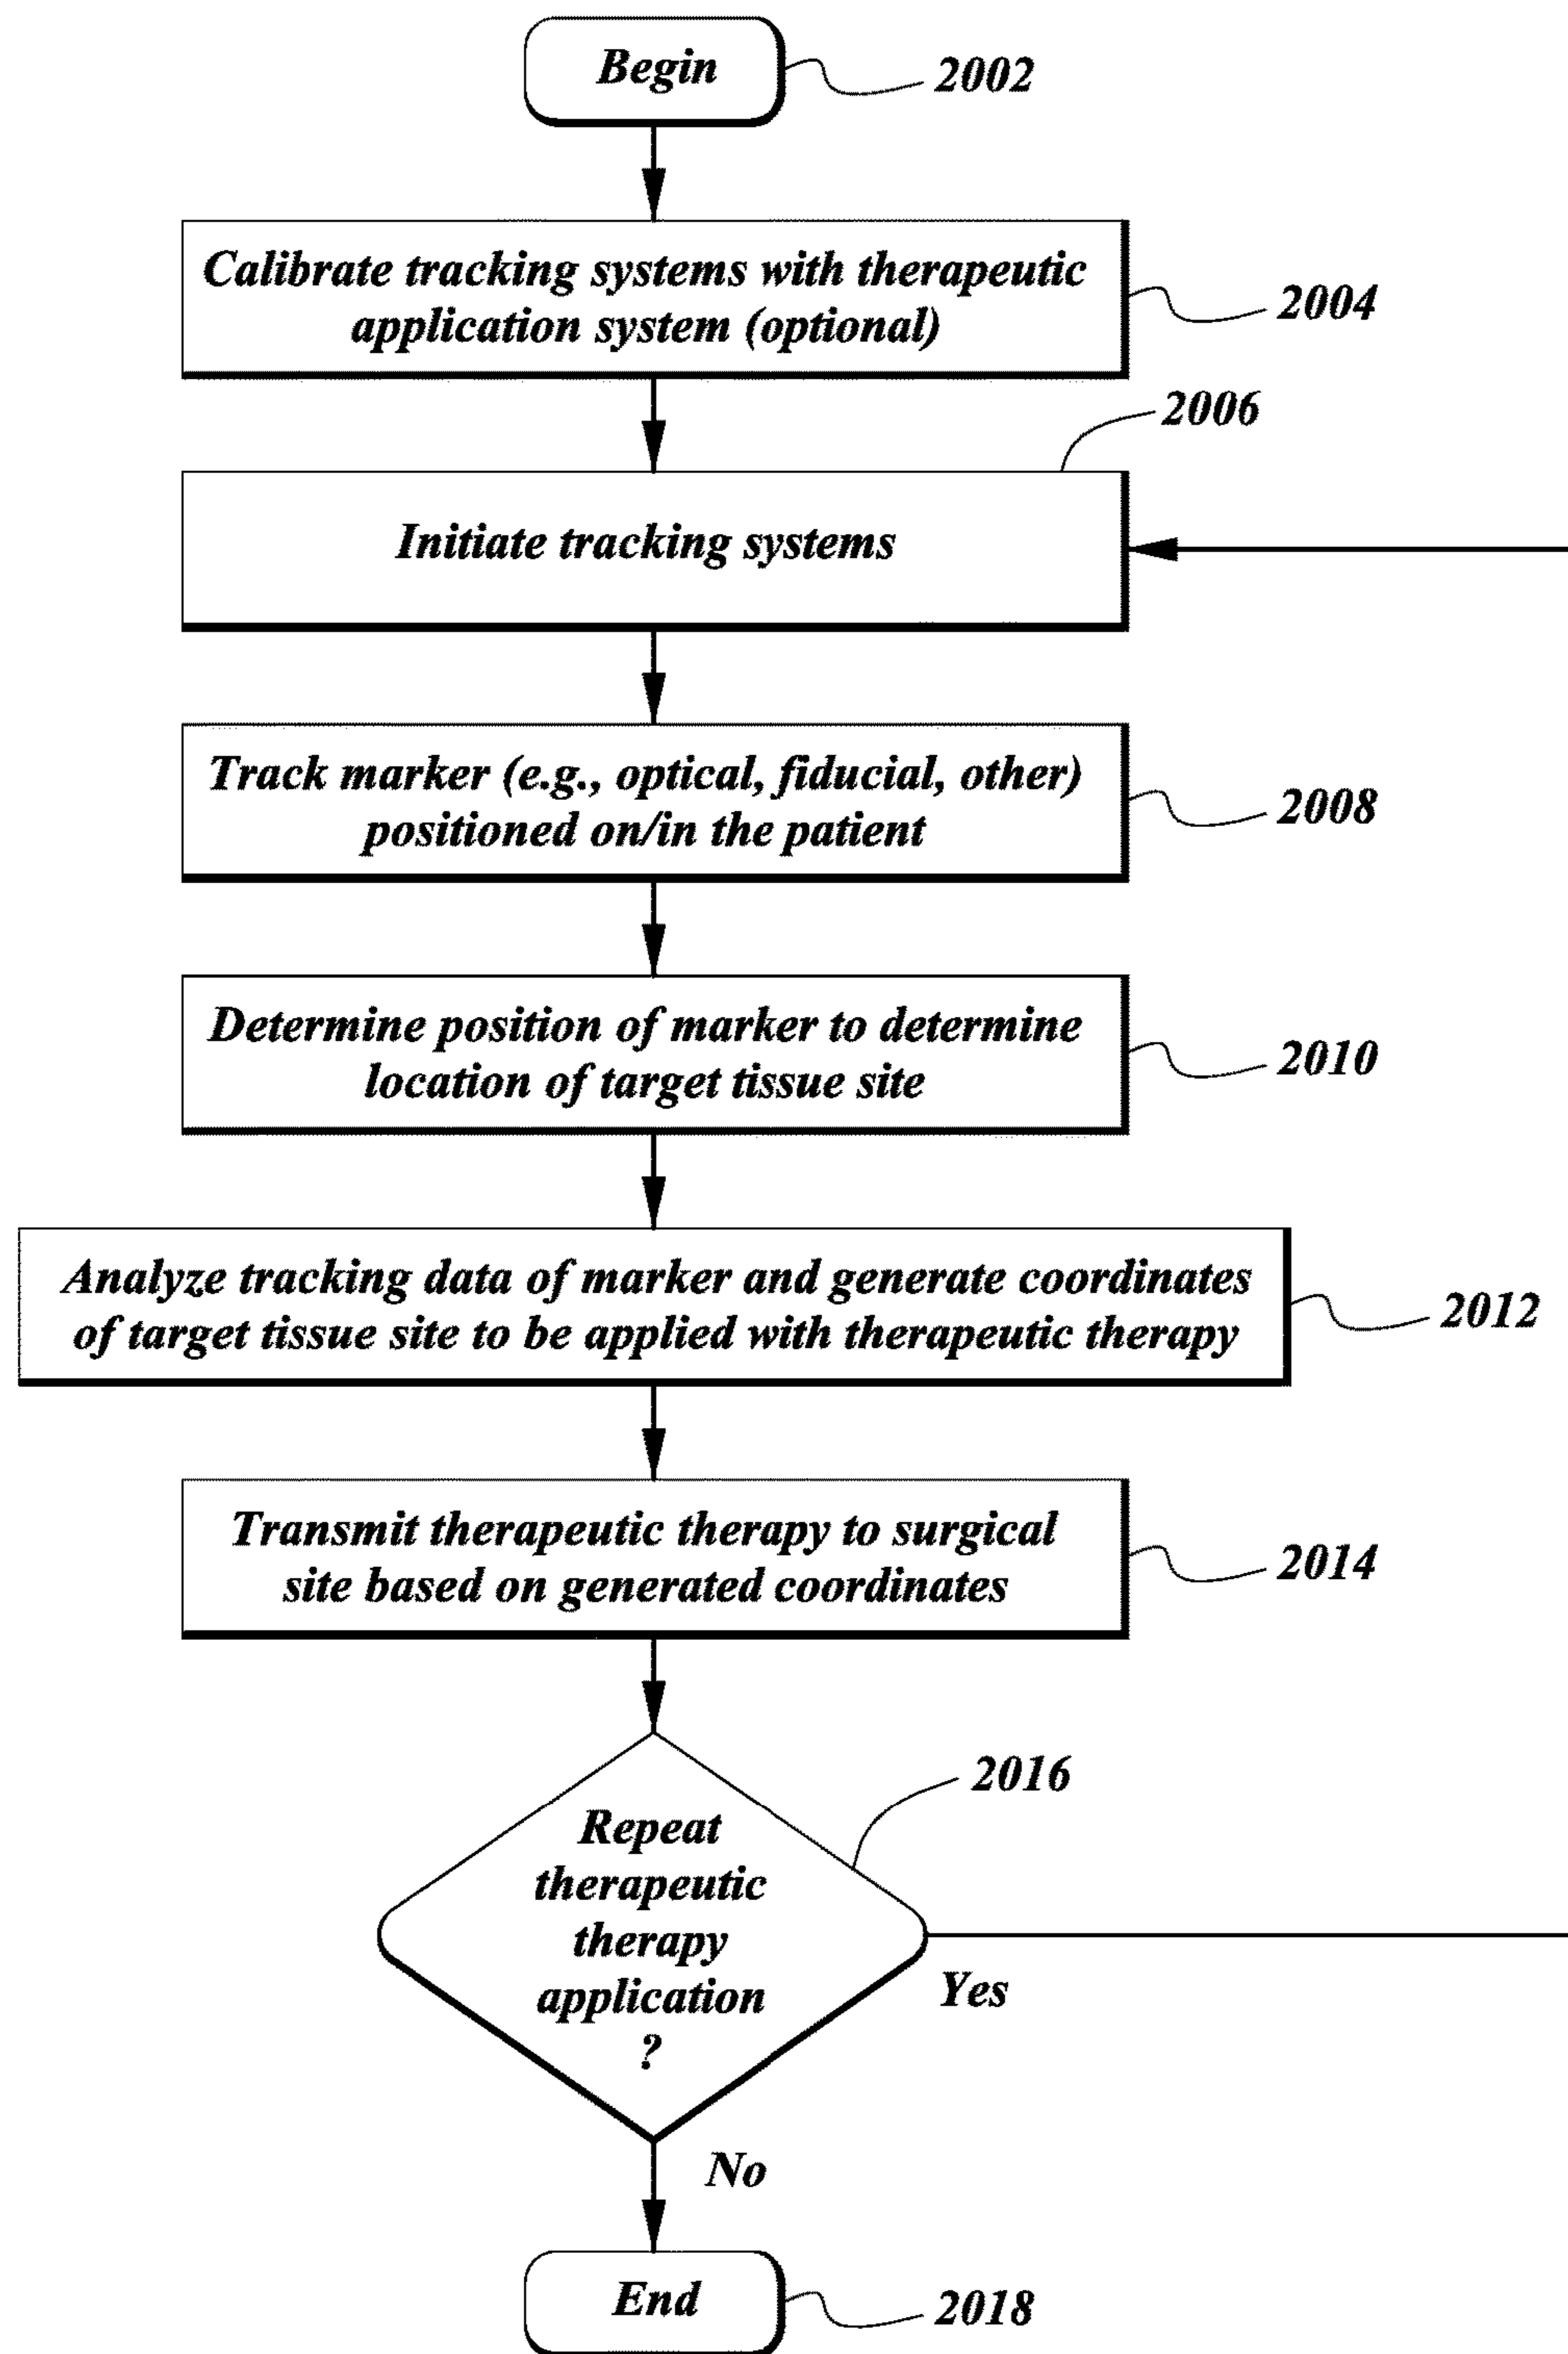 Begin
2002
Calibrate tracking systems with therapeutic
application system (optional)
2004
2006
Initiate tracking systems
Track marker (e.g., optical, fiducial, other)
positioned on/in the patient
2008
Determine position of marker to determine
location of target tissue site
2010
Analyze tracking data of marker and generate coordinates
of target tissue site to be applied with therapeutic therapy
2012
Transmit therapeutic therapy to surgical
site based on generated coordinates
2014
2016
Repeat
therapeutic
therapy
application
?
Yes
No
End
2018